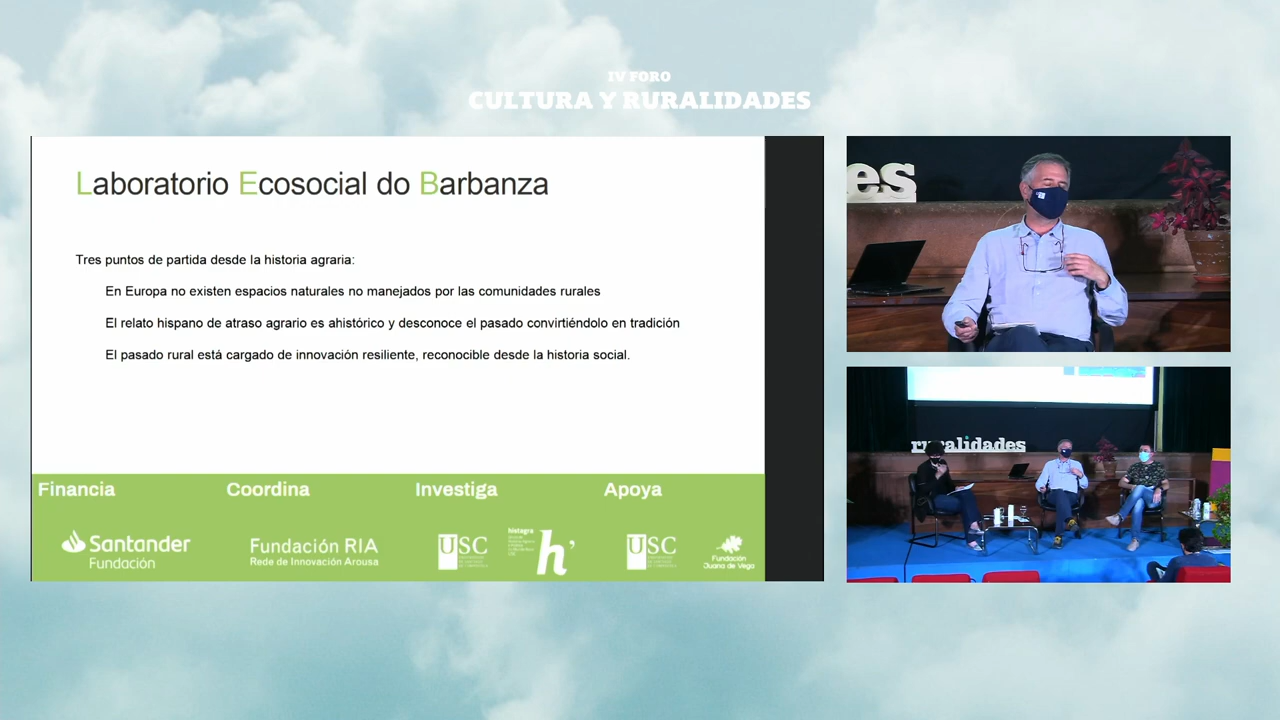 IV FORO
CULTURA Y RURALIDADES
Laboratorio Ecosocial do Barbanza
Tres puntos de partida desde la historia agraria:
En Europa no existen espacios naturales no manejados por las comunidades rurales
El relato hispano de atraso agrario es ahistórico y desconoce el pasado convirtiéndolo en tradición
El pasado rural está cargado de innovación resiliente, reconocible desde la historia social.
Financia
Coordina
Investiga
Apoya
Santander
Fundación
Fundación RIA
Rede de Innovación Arousa
USC
histagra
h'
USC
Fundación
Juana de Vega
es
ruralidades